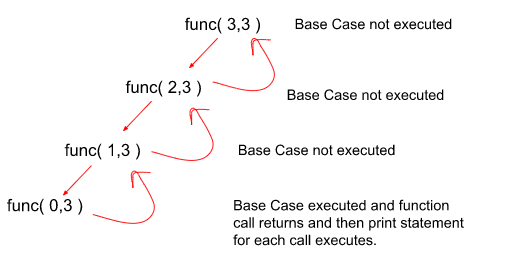 func( 3,3 ) Base Case not executed
func( 2,3 ) Base Case not executed
func( 1,3 ) Base Case not executed
func( 0,3 ) Base Case executed and function
call returns and then print statement
for each call executes.